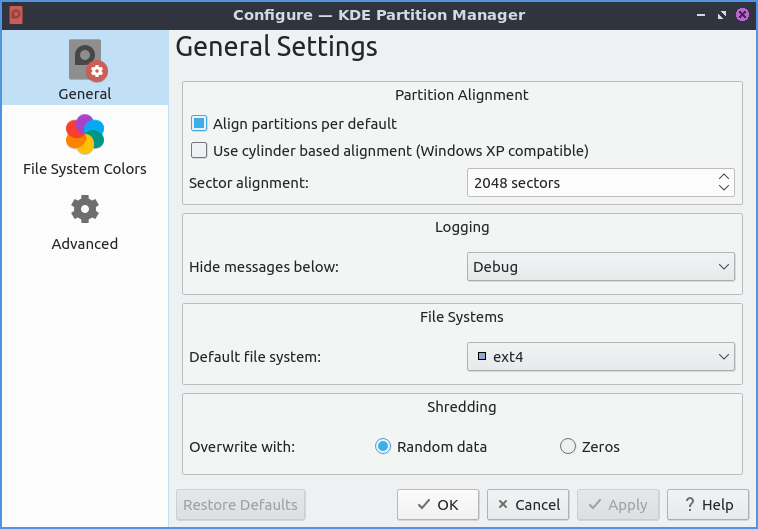 Configure — KDE Partition Manager
General
File System Colors
Advanced
General Settings
Partition Alignment
Align partitions per default
Use cylinder based alignment (Windows XP compatible)
Sector alignment: 2048 sectors
Logging
Hide messages below: Debug
File Systems
Default file system: ext4
Shredding
Overwrite with: Random data Zeros
Restore Defaults OK Cancel Apply ? Help